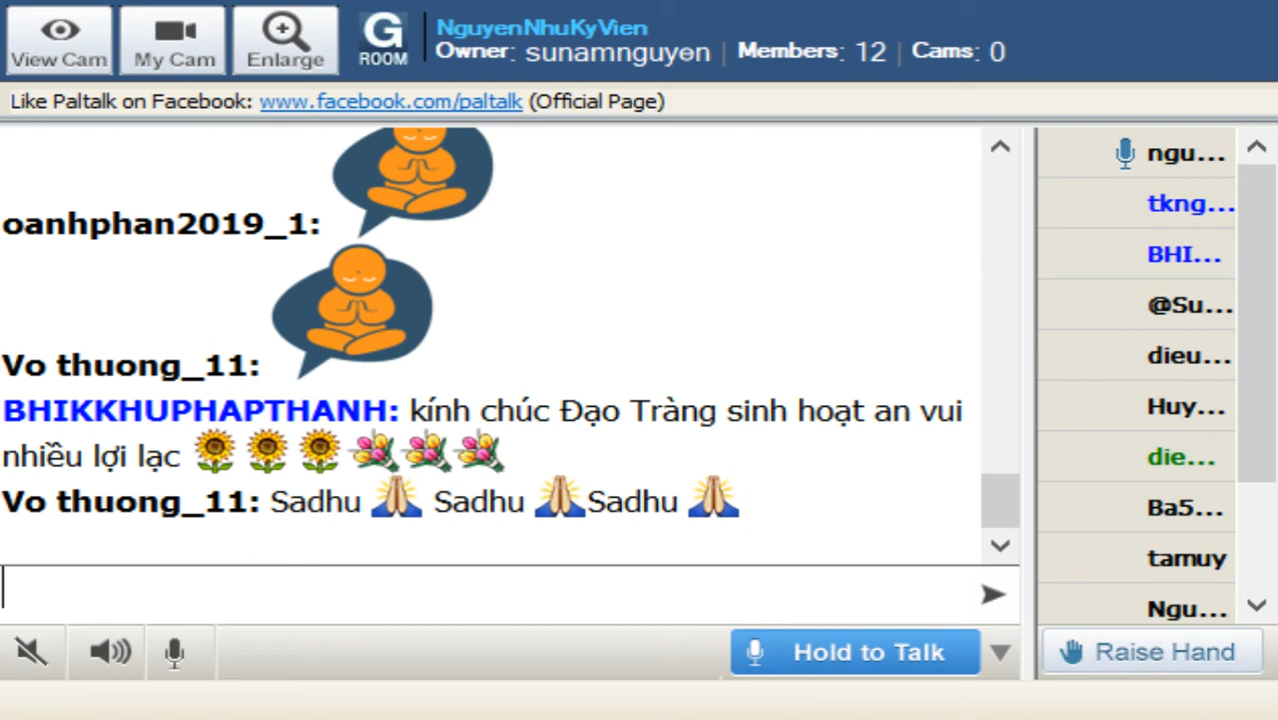 View Cam
My Cam
Enlarge
G
ROOM
NguyenNhuKyVien
Owner: sunamnguyen | Members: 12 | Cams: 0
Like Paltalk on Facebook: www.facebook.com/paltalk (Official Page)
oanhphan2019_1:
Vo thuong_11:
BHIKKHUPHAPTHANH: kính chúc Đạo Tràng sinh hoạt an vui
nhiều lợi lạc
Vo thuong_11: Sadhu Sadhu Sadhu
ngu...
tkng...
BHI...
@Su...
dieu...
Huy...
die...
Ba5...
tamuy
Ngu...
Hold to Talk
Raise Hand